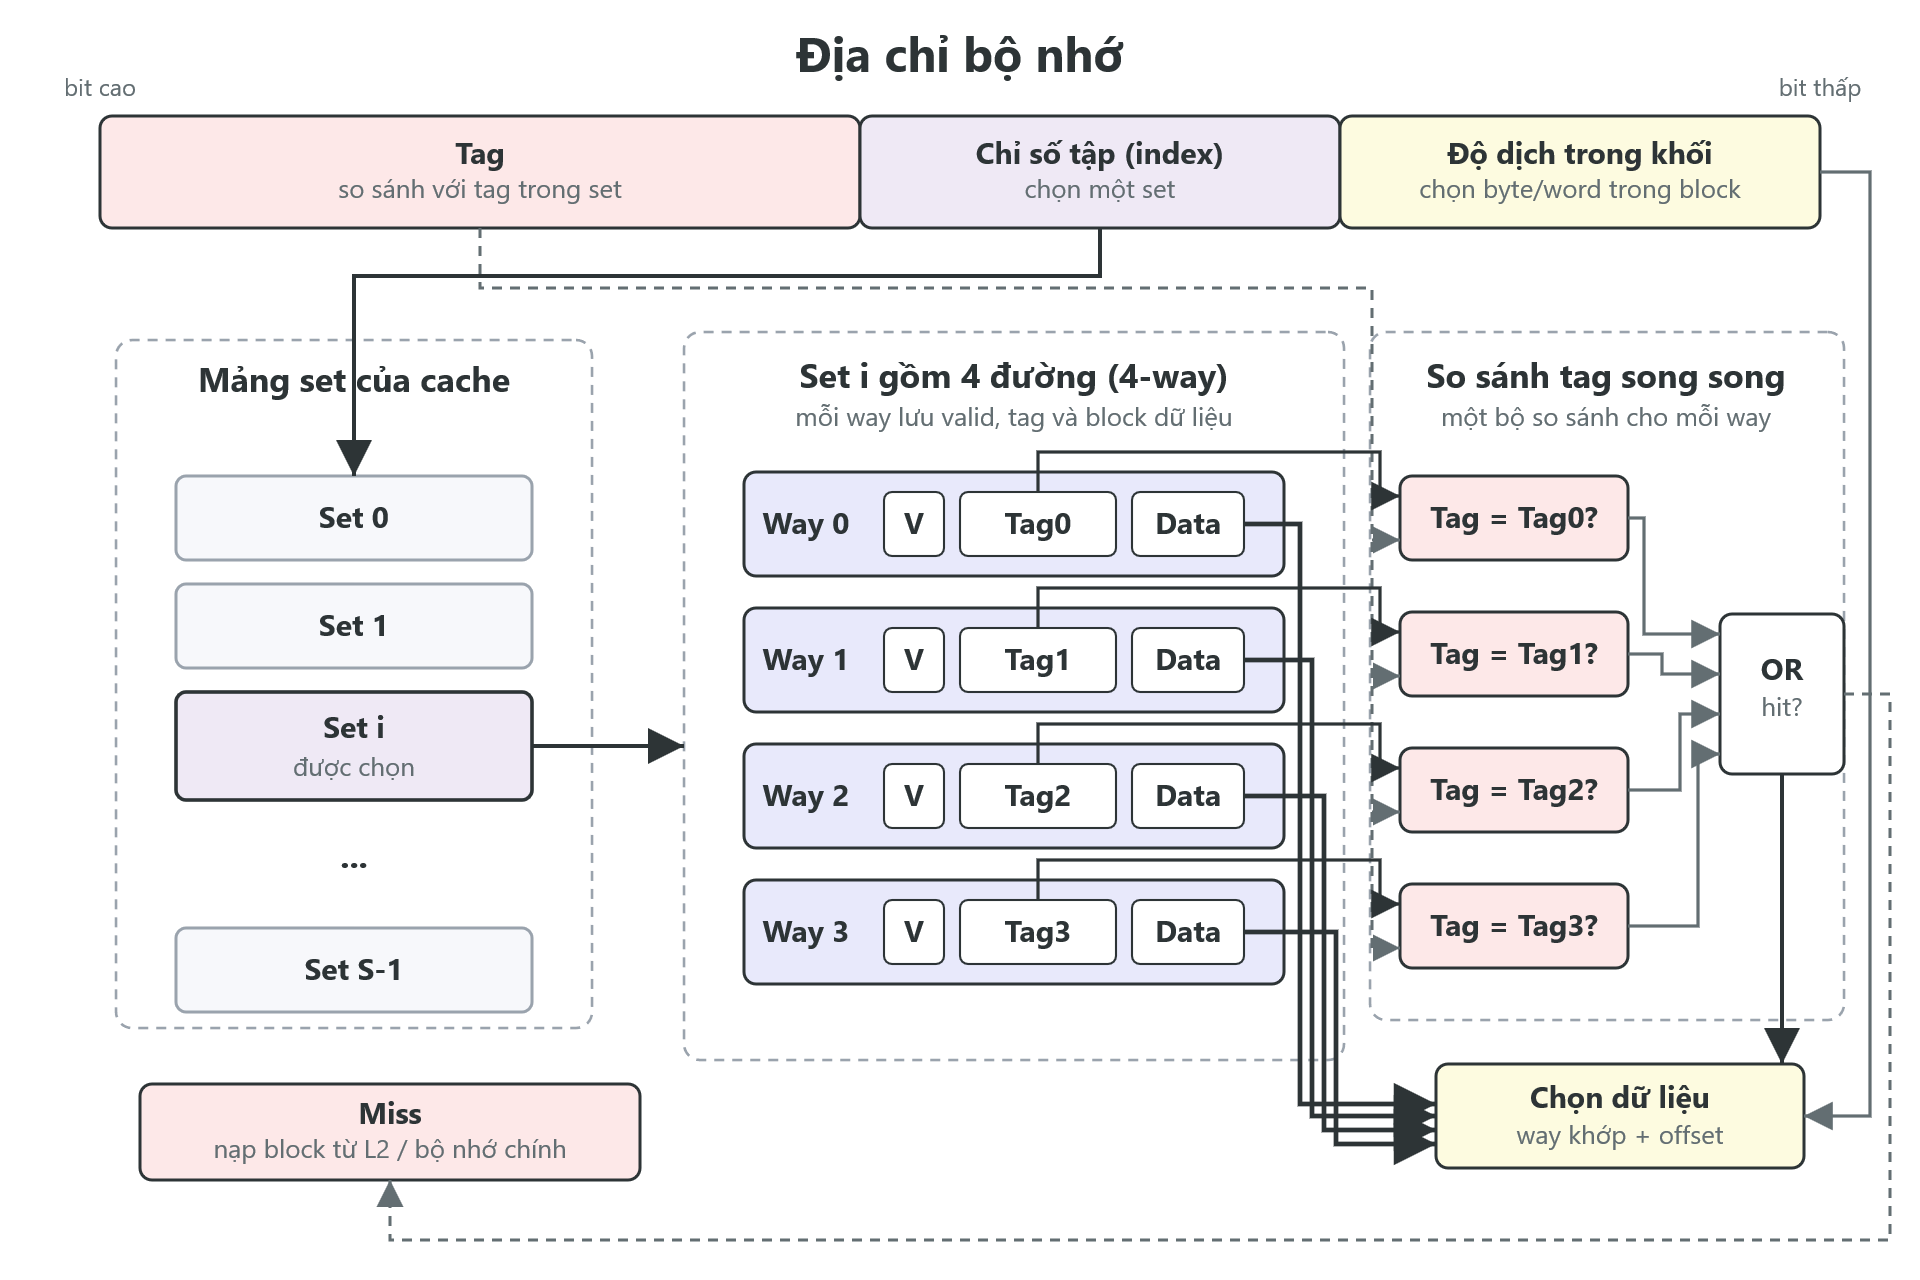 Địa chỉ bộ nhớ
bit cao
bit thấp
Tag
so sánh với tag trong set
Chỉ số tập (index)
chọn một set
Độ dịch trong khối
chọn byte/word trong block
Mảng set của cache
Set 0
Set 1
Set i
được chọn
...
Set S-1
Set i gồm 4 đường (4-way)
mỗi way lưu valid, tag và block dữ liệu
Way 0 V Tag0 Data
Way 1 V Tag1 Data
Way 2 V Tag2 Data
Way 3 V Tag3 Data
So sánh tag song song
một bộ so sánh cho mỗi way
Tag = Tag0?
Tag = Tag1?
Tag = Tag2?
Tag = Tag3?
OR
hit?
Miss
nạp block từ L2 / bộ nhớ chính
Chọn dữ liệu
way khớp + offset